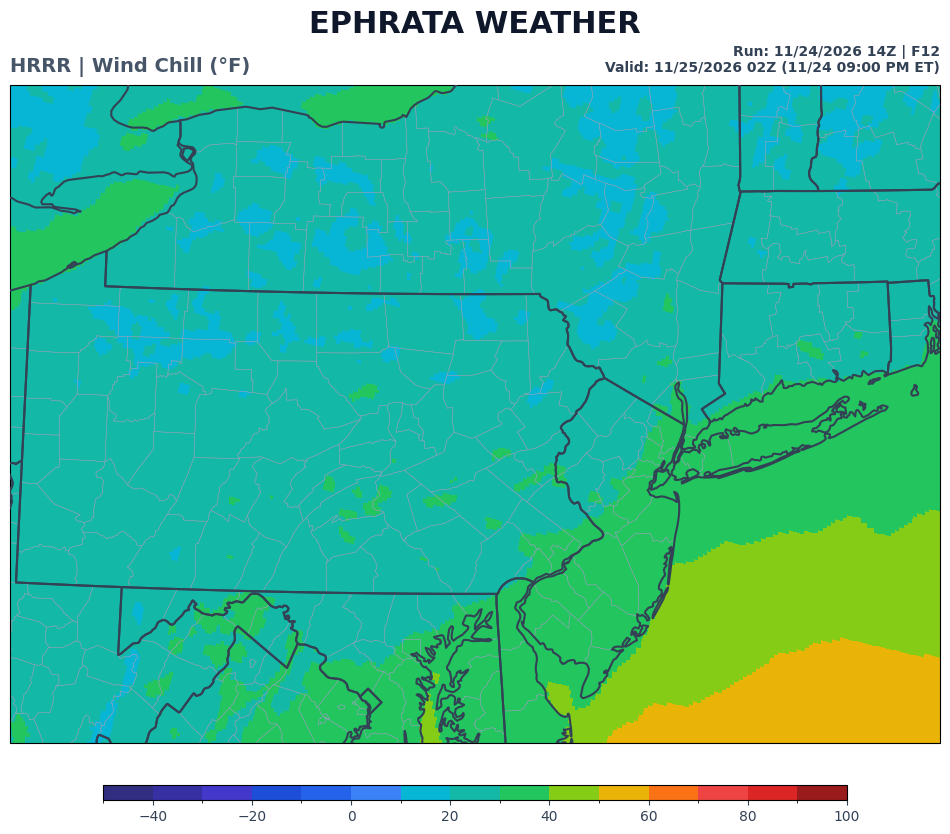 EPHRATA WEATHER
HRRR | Wind Chill (°F)
Run: 11/24/2026 14Z | F12
Valid: 11/25/2026 02Z (11/24 09:00 PM ET)
−40 −20 0 20 40 60 80 100